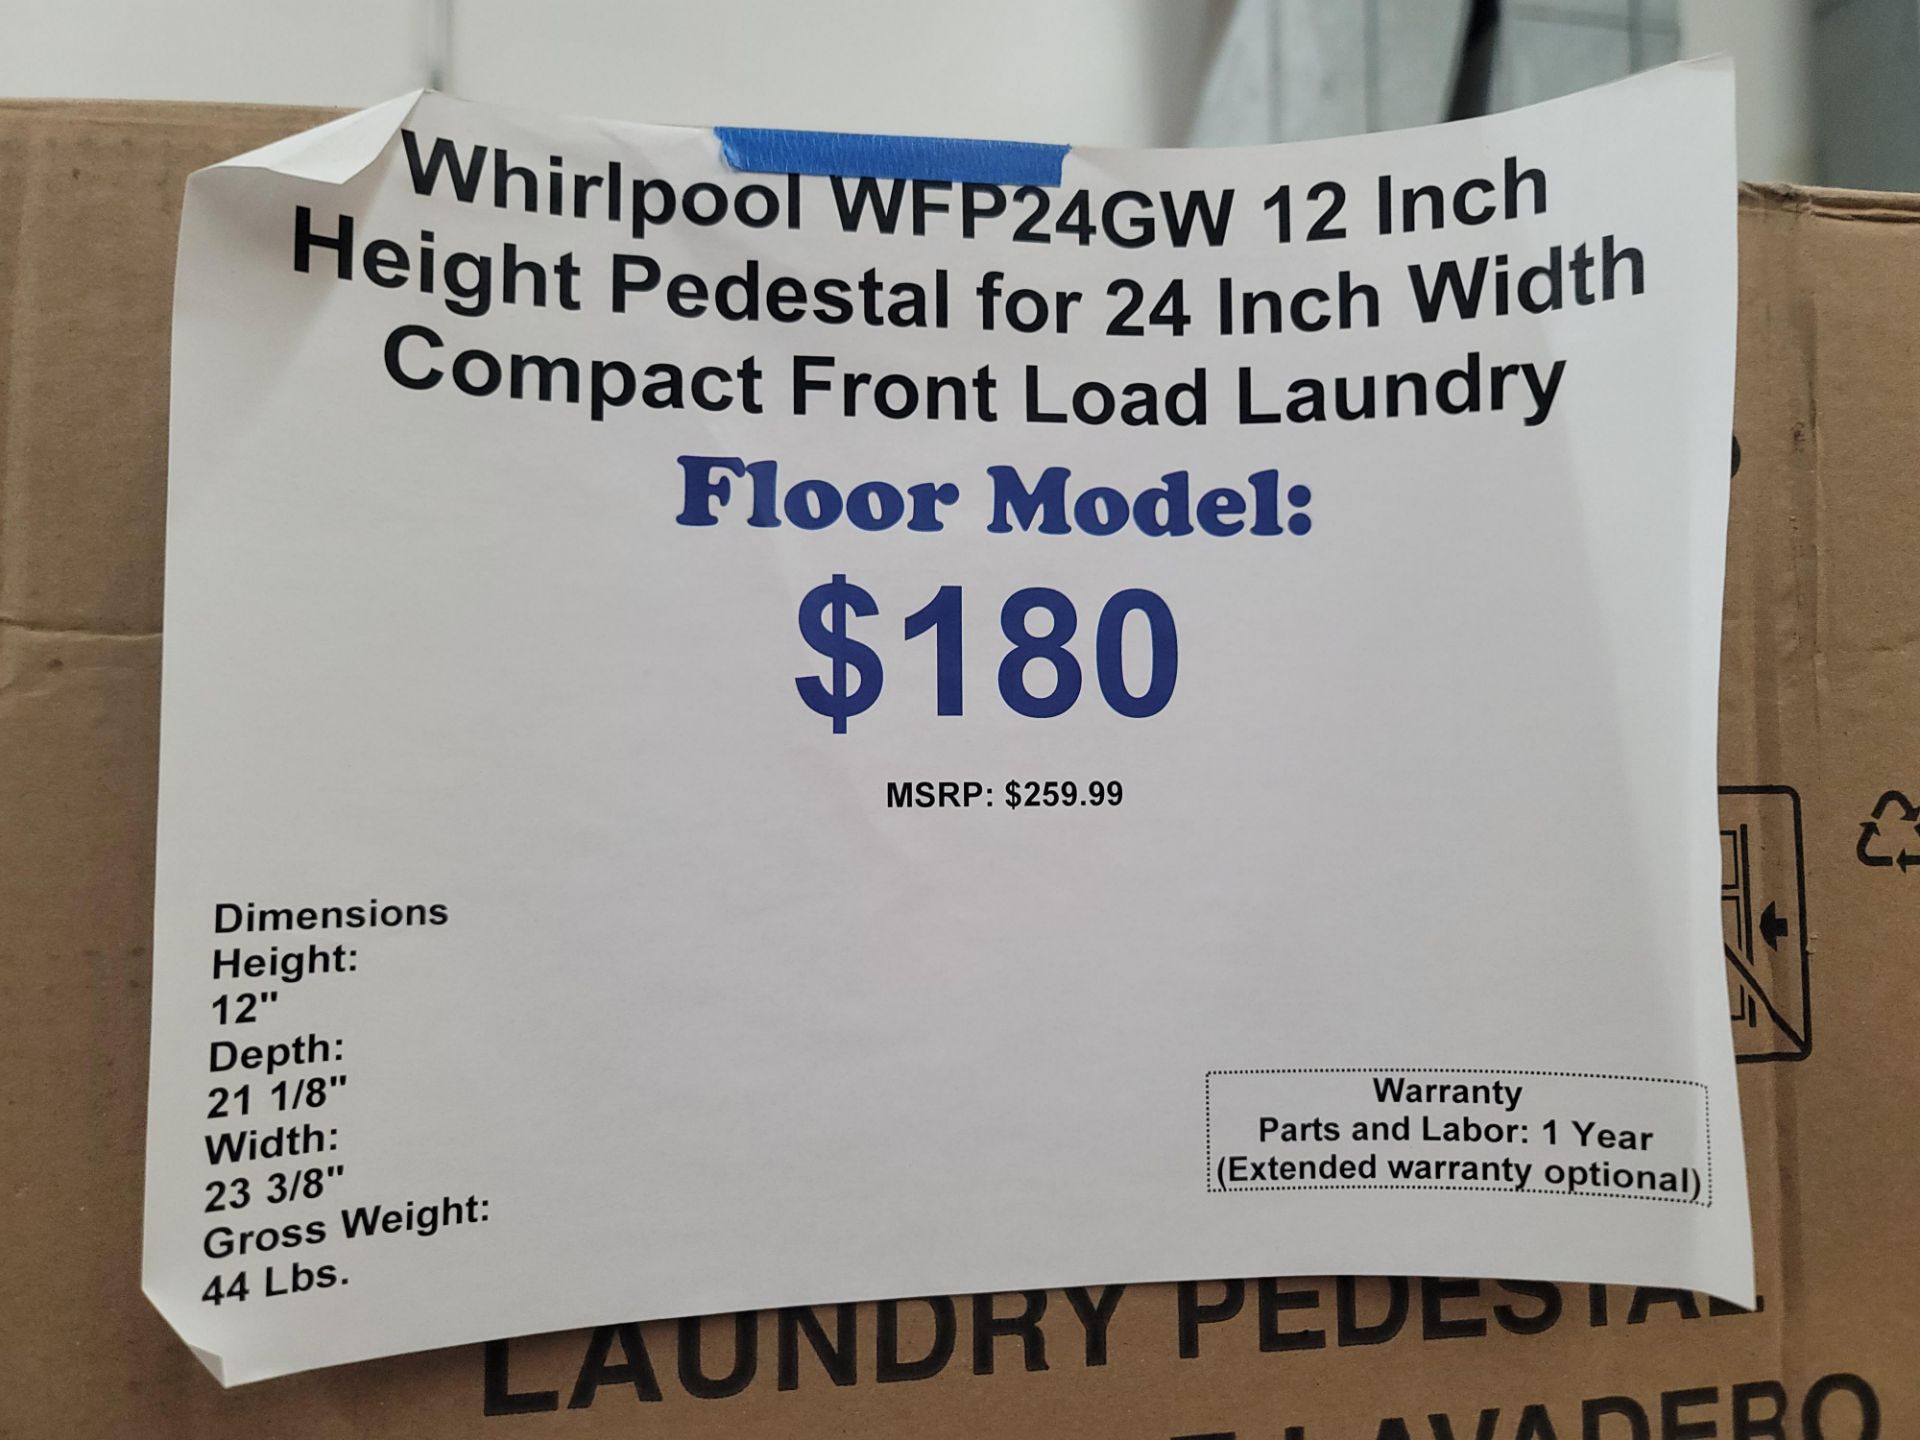 Whirlpool WFP24GW 12 Inch
Height Pedestal for 24 Inch Width
Compact Front Load Laundry
Floor Model:
$180
MSRP: $259.99
Dimensions
Height:
12"
Depth:
21 1/8"
Width:
23 3/8"
Gross Weight:
44 Lbs.
Warranty
Parts and Labor: 1 Year
(Extended warranty optional)
LAUNDRY PEDESTAL
LAVADERO